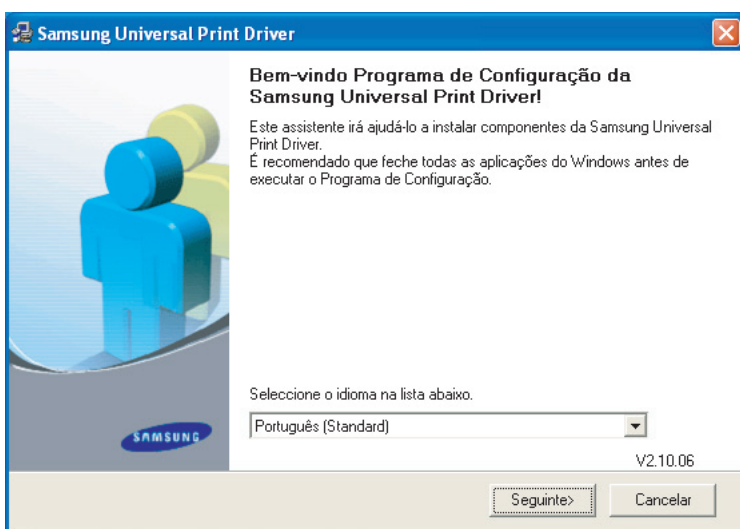 Samsung Universal Print Driver
Bem-vindo Programa de Configuração da
Samsung Universal Print Driver!
Este assistente irá ajudá-lo a instalar componentes da Samsung Universal
Print Driver.
É recomendado que feche todas as aplicações do Windows antes de
executar o Programa de Configuração.
Seleccione o idioma na lista abaixo.
Português (Standard)
SAMSUNG
V2.10.06
Seguinte>
Cancelar